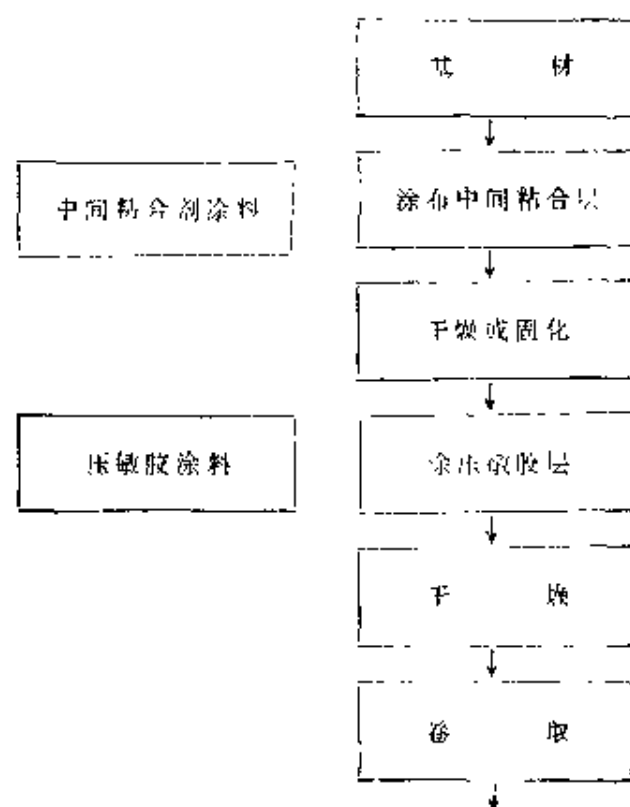 基 材
中间粘合剂涂料
涂布中间粘合层
干燥或固化
压敏胶涂料
涂压敏胶层
干 燥
卷 取